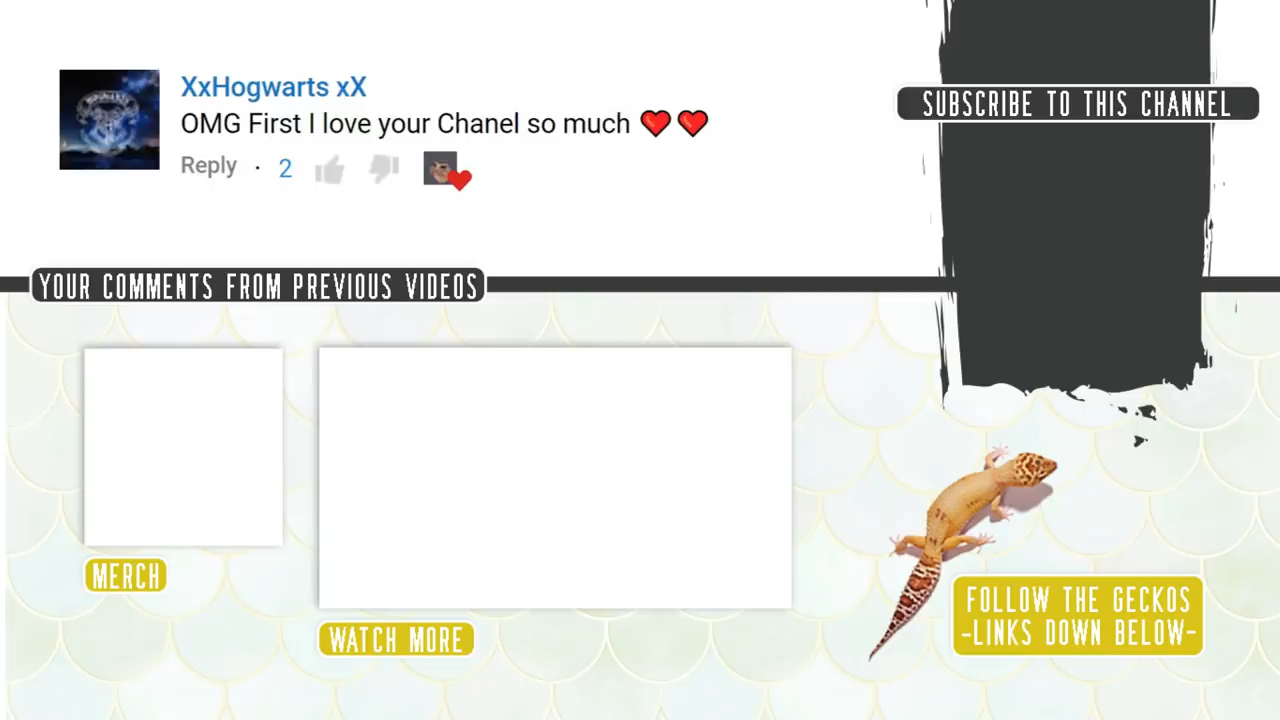 XxHogwarts xX
OMG First I love your Chanel so much ❤️❤️
Reply · 2
SUBSCRIBE TO THIS CHANNEL
YOUR COMMENTS FROM PREVIOUS VIDEOS
MERCH
WATCH MORE
FOLLOW THE GECKOS
-LINKS DOWN BELOW-